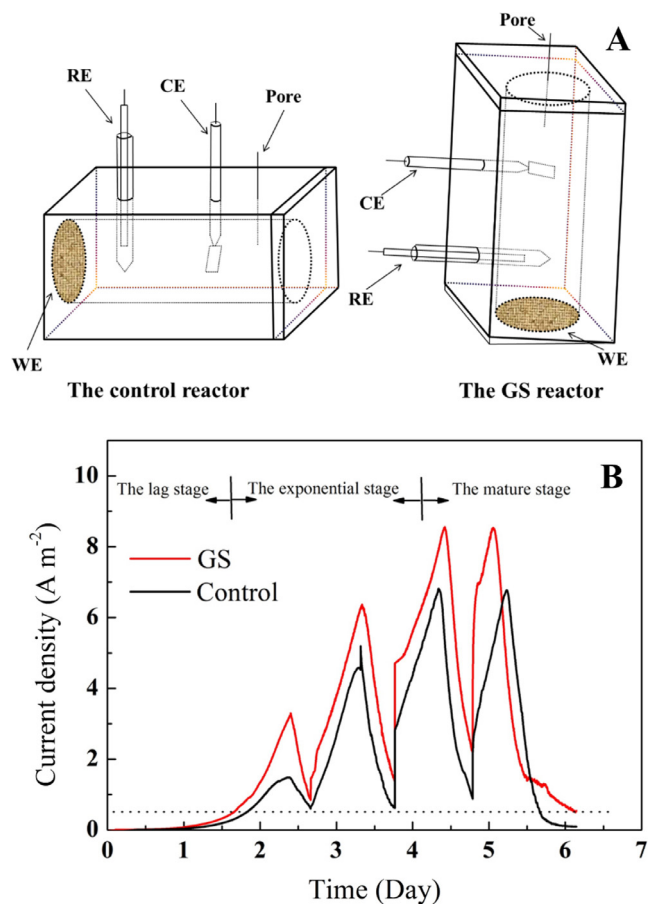 Pore
A
RE
CE
Pore
CE
RE
WE
WE
The control reactor
The GS reactor
B
The lag stage
The exponential stage
The mature stage
GS
Control
Current density (A m⁻²)
10
8
6
4
2
0
0 1 2 3 4 5 6 7
Time (Day)